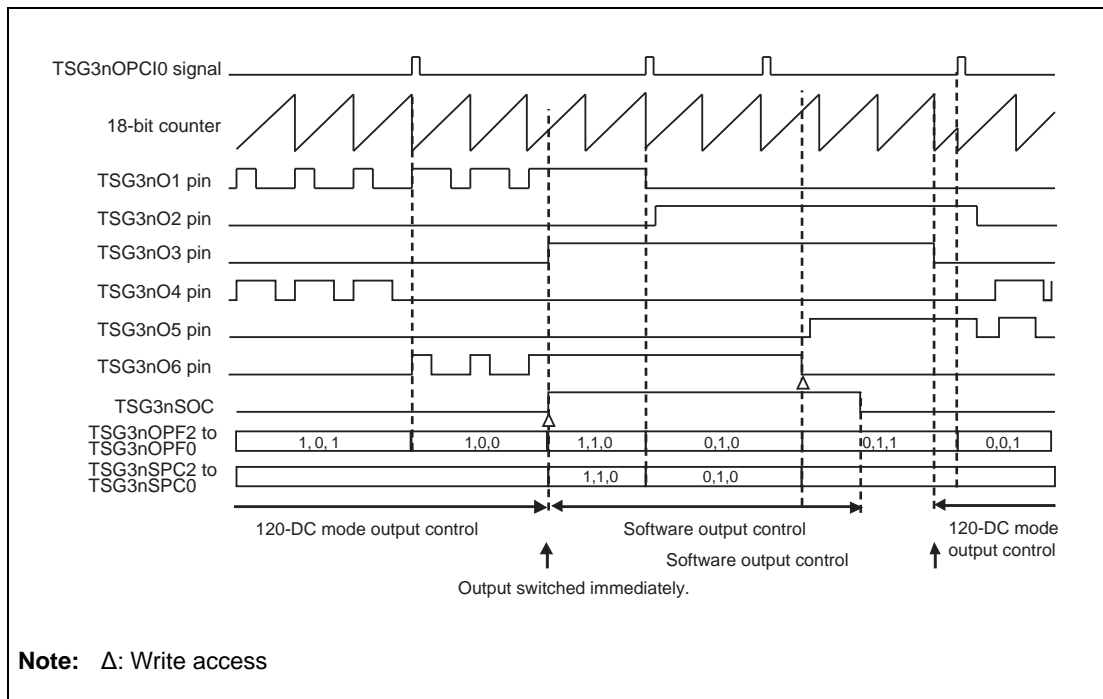 TSG3nOPCI0 signal
18-bit counter
TSG3nO1 pin
TSG3nO2 pin
TSG3nO3 pin
TSG3nO4 pin
TSG3nO5 pin
TSG3nO6 pin
TSG3nSOC
TSG3nOPF2 to
TSG3nOPF0
1, 0, 1
1,0,0
1,1,0
0,1,0
0,1,1
0,0,1
TSG3nSPC2 to
TSG3nSPC0
1,1,0
0,1,0
120-DC mode output control
Software output control
120-DC mode
output control
Software output control
Output switched immediately.
Note: Δ: Write access